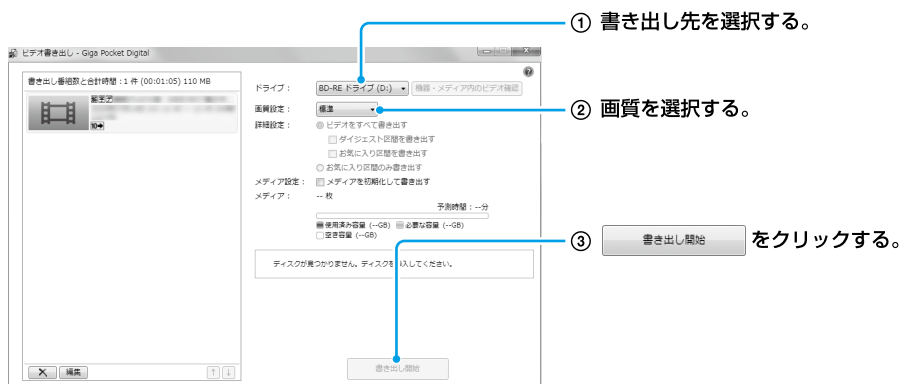 ① 書き出し先を選択する。
ビデオ書き出し - Giga Pocket Digital
書き出し番組数と合計時間：1 件 (00:01:05) 110 MB
ドライブ： BD-RE ドライブ (D:) 機器・メディア内のビデオ確認
画質設定： 標準
② 画質を選択する。
詳細設定： ビデオをすべて書き出す
ダイジェスト区間を書き出す
お気に入り区間を書き出す
お気に入り区間のみ書き出す
メディア設定： メディアを初期化して書き出す
メディア： -- 枚
予測時間：--分
使用済み容量 (--GB) 必要な容量 (--GB)
空き容量 (--GB)
③ 書き出し開始 をクリックする。
ディスクが見つかりません。ディスクを 入してください。
編集
書き出し開始